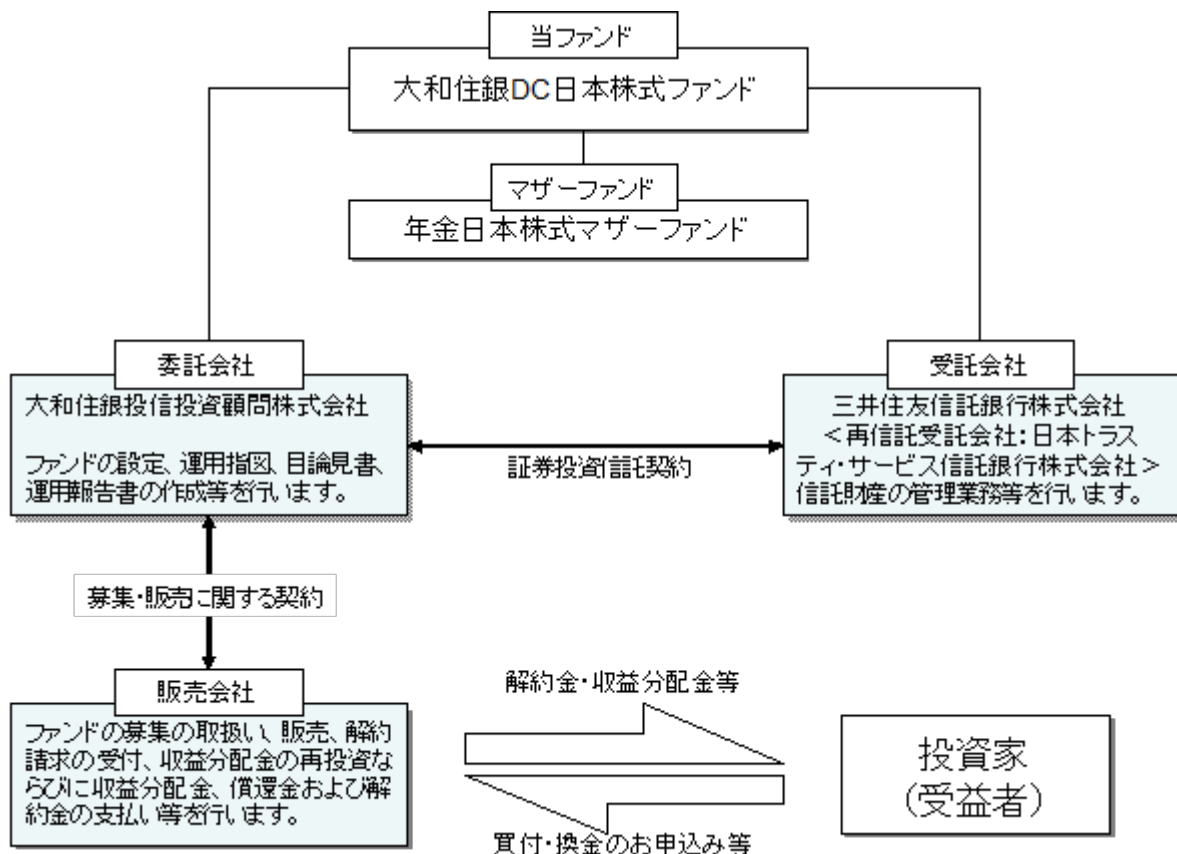 当ファンド
大和住銀DC日本株式ファンド
マザーファンド
年金日本株式マザーファンド
委託会社
大和住銀投信投資顧問株式会社
ファンドの設定、運用指図、目論見書、
運用報告書の作成等を行います。
証券投資信託契約
受託会社
三井住友信託銀行株式会社
＜再信託受託会社：日本トラス
ティ・サービス信託銀行株式会社＞
信託財産の管理業務等を行います。
募集・販売に関する契約
販売会社
ファンドの募集の取扱い、販売、解約
請求の受付、収益分配金の再投資な
らびに収益分配金、償還金および解
約金の支払い等を行います。
解約金・収益分配金等
買付・換金のお申込み等
投資家
（受益者）